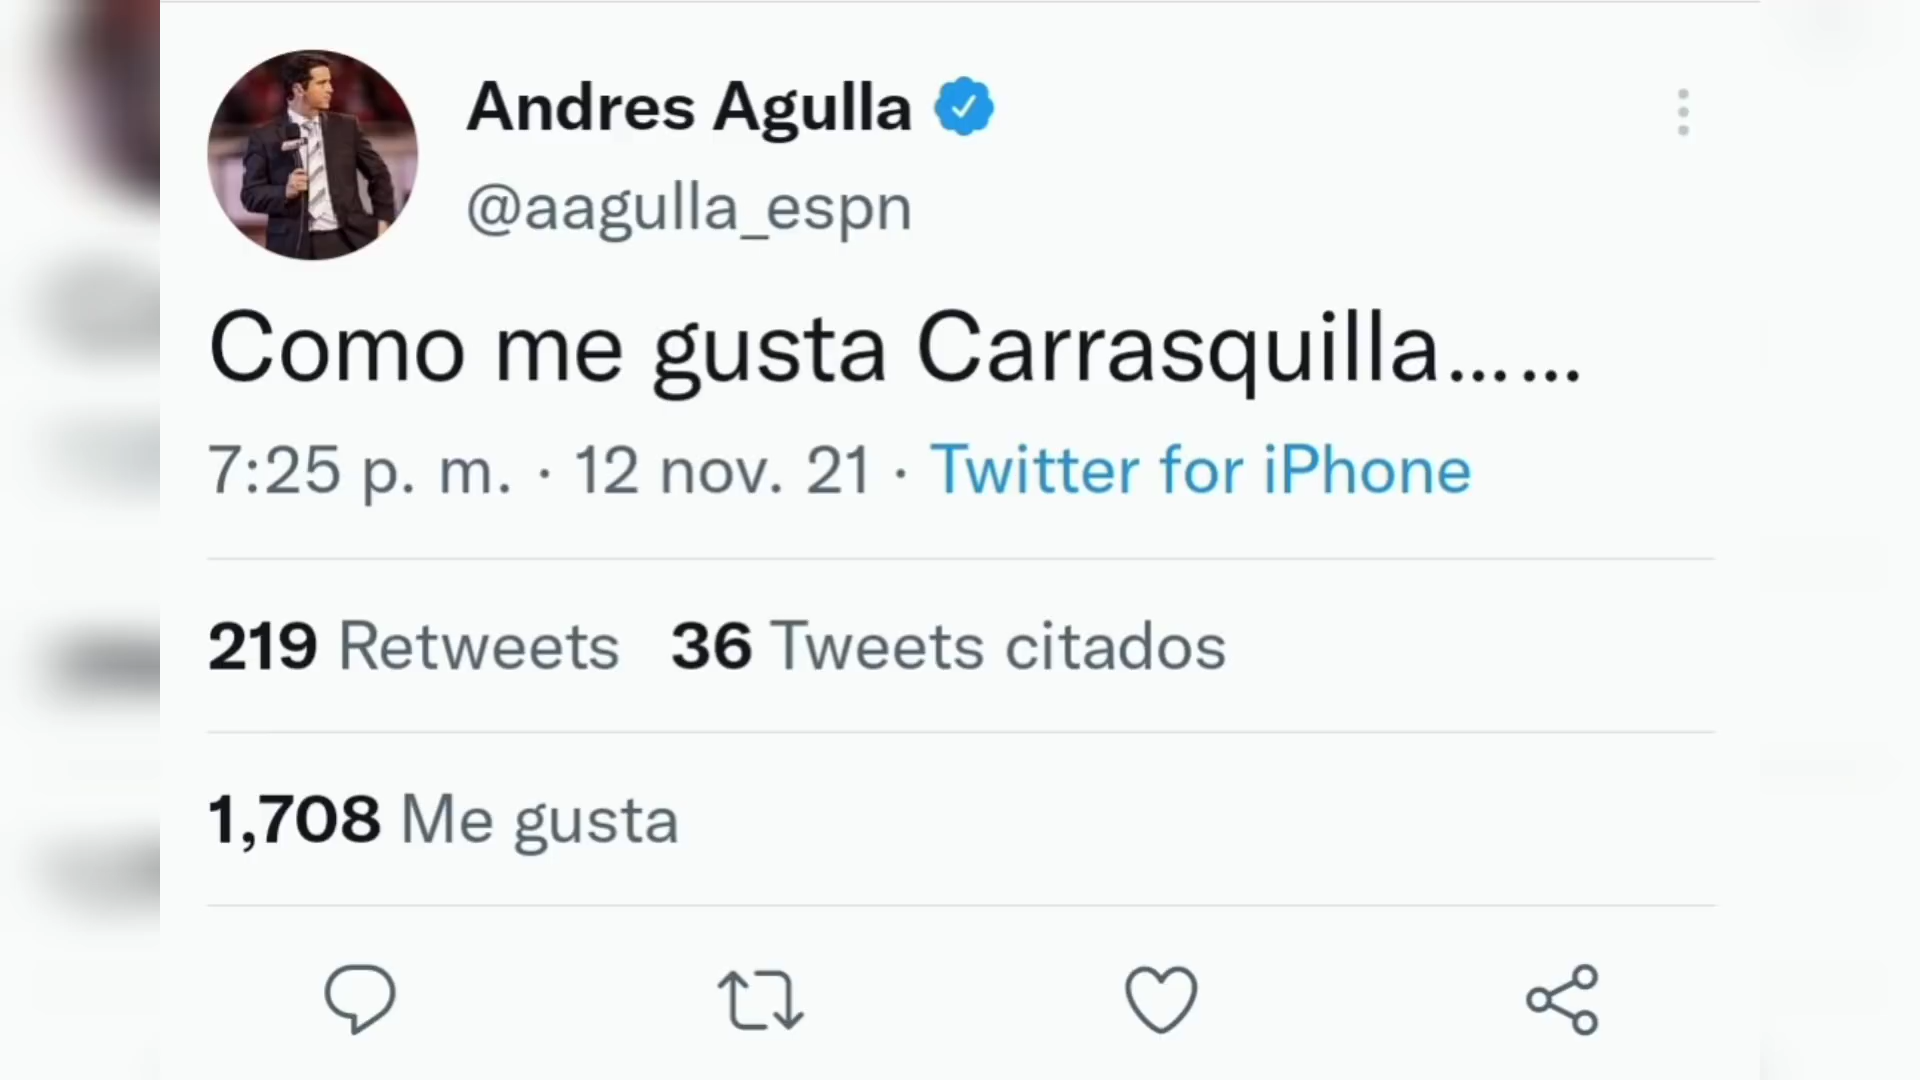 Andres Agulla
@aagulla_espn
Como me gusta Carrasquilla......
7:25 p. m. · 12 nov. 21 · Twitter for iPhone
219 Retweets 36 Tweets citados
1,708 Me gusta